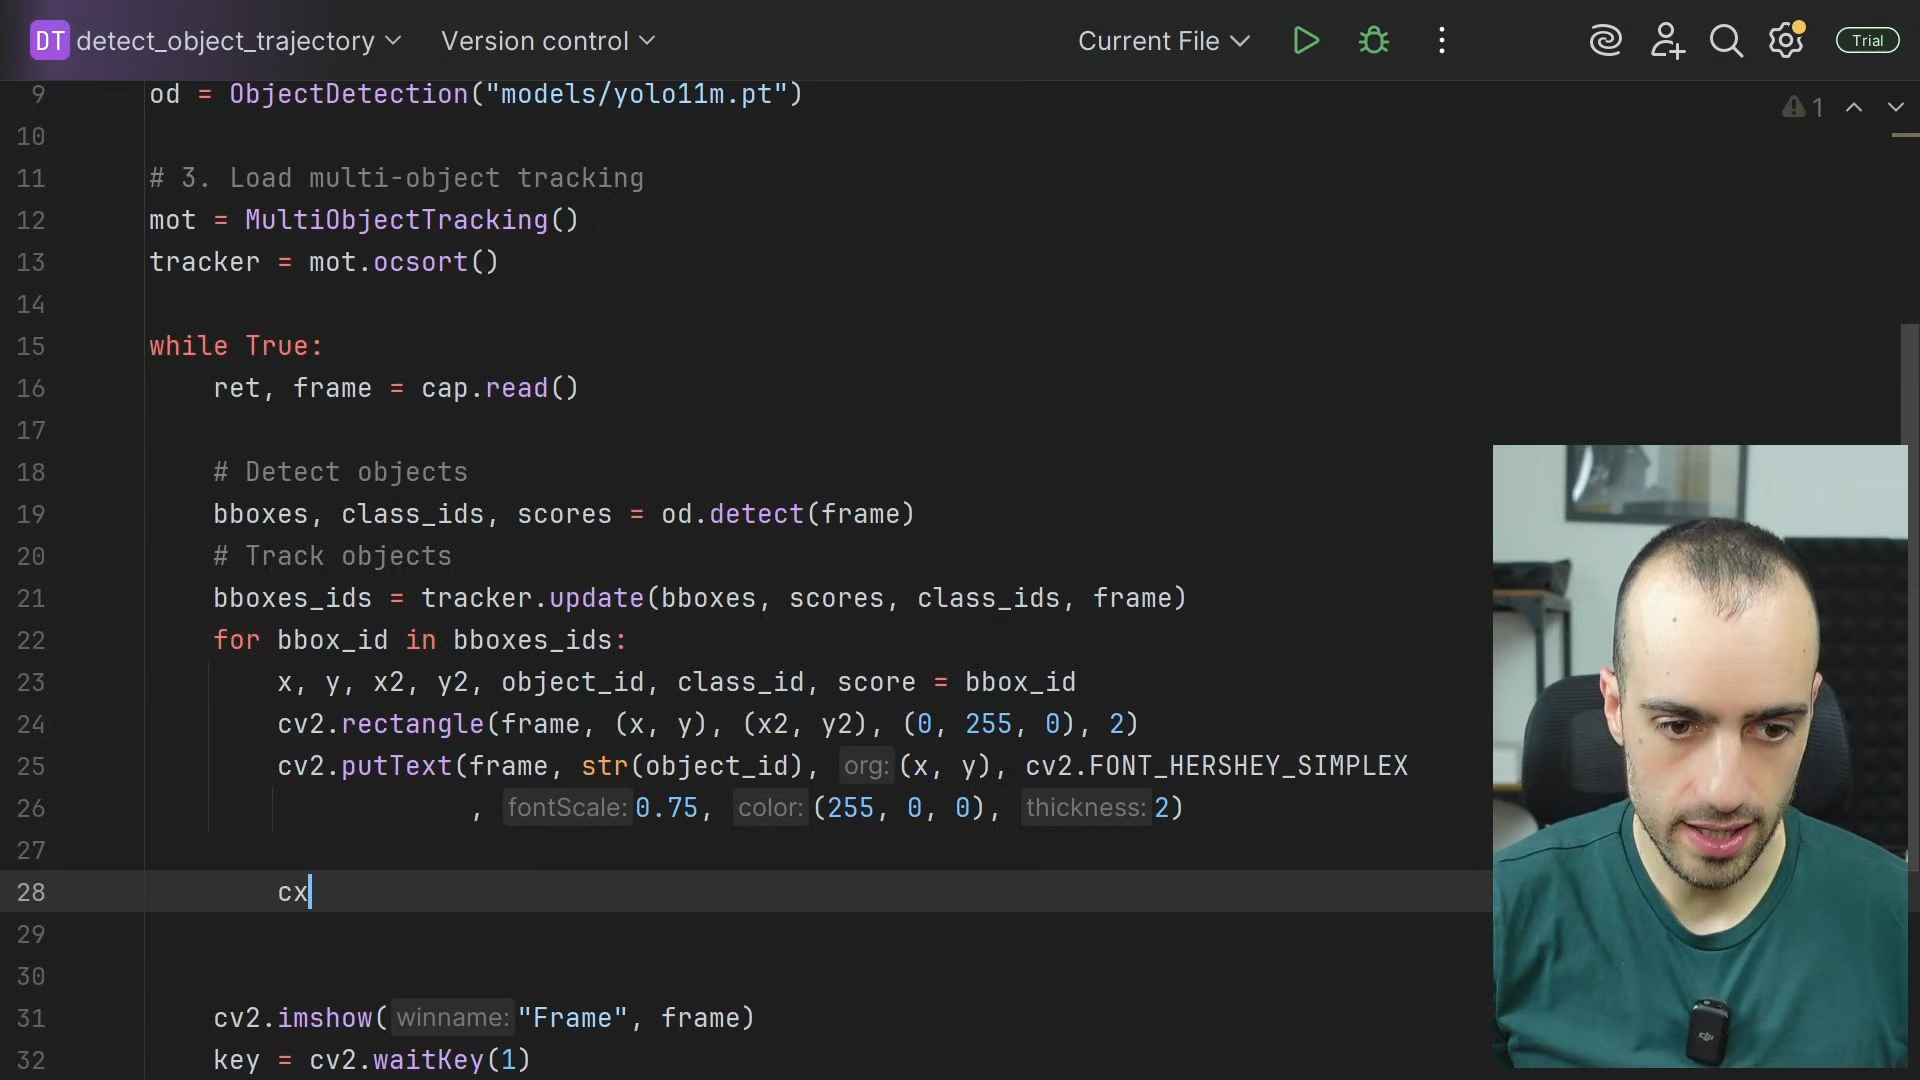 DT detect_object_trajectory Version control Current File Trial
9 od = ObjectDetection("models/yolo11m.pt") 1
10
11 # 3. Load multi-object tracking
12 mot = MultiObjectTracking()
13 tracker = mot.ocsort()
14
15 while True:
16 ret, frame = cap.read()
17
18 # Detect objects
19 bboxes, class_ids, scores = od.detect(frame)
20 # Track objects
21 bboxes_ids = tracker.update(bboxes, scores, class_ids, frame)
22 for bbox_id in bboxes_ids:
23 x, y, x2, y2, object_id, class_id, score = bbox_id
24 cv2.rectangle(frame, (x, y), (x2, y2), (0, 255, 0), 2)
25 cv2.putText(frame, str(object_id), org: (x, y), cv2.FONT_HERSHEY_SIMPLEX
26 , fontScale: 0.75, color: (255, 0, 0), thickness: 2)
27
28 cx
29
30
31 cv2.imshow( winname: "Frame", frame)
32 key = cv2.waitKey(1)
dji